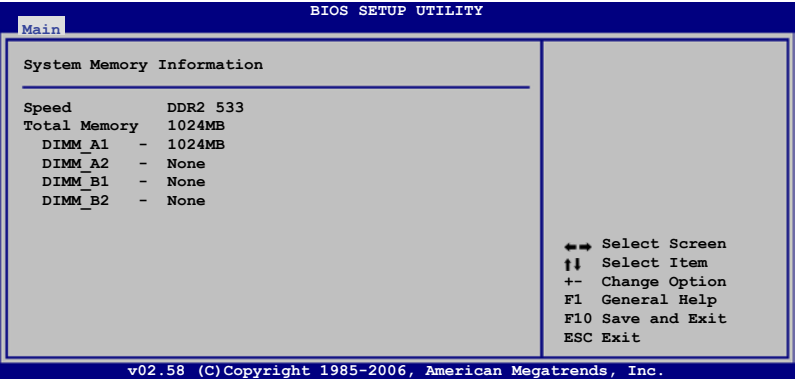 BIOS SETUP UTILITY
Main
System Memory Information
Speed DDR2 533
Total Memory 1024MB
DIMM_A1 - 1024MB
DIMM_A2 - None
DIMM_B1 - None
DIMM_B2 - None
←→ Select Screen
↑↓ Select Item
+- Change Option
F1 General Help
F10 Save and Exit
ESC Exit
v02.58 (C)Copyright 1985-2006, American Megatrends, Inc.